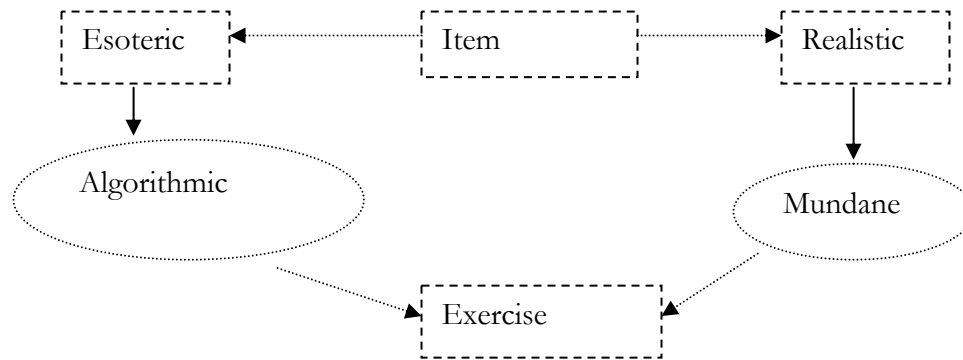 Esoteric
Item
Realistic
Algorithmic
Mundane
Exercise